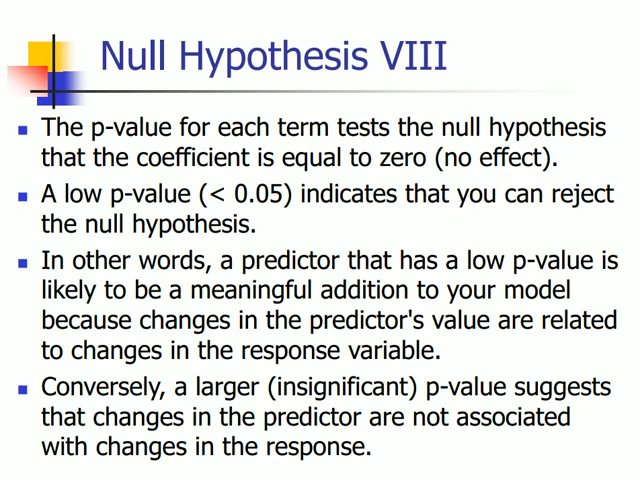 Null Hypothesis VIII
The p-value for each term tests the null hypothesis
that the coefficient is equal to zero (no effect).
A low p-value (< 0.05) indicates that you can reject
the null hypothesis.
In other words, a predictor that has a low p-value is
likely to be a meaningful addition to your model
because changes in the predictor's value are related
to changes in the response variable.
Conversely, a larger (insignificant) p-value suggests
that changes in the predictor are not associated
with changes in the response.